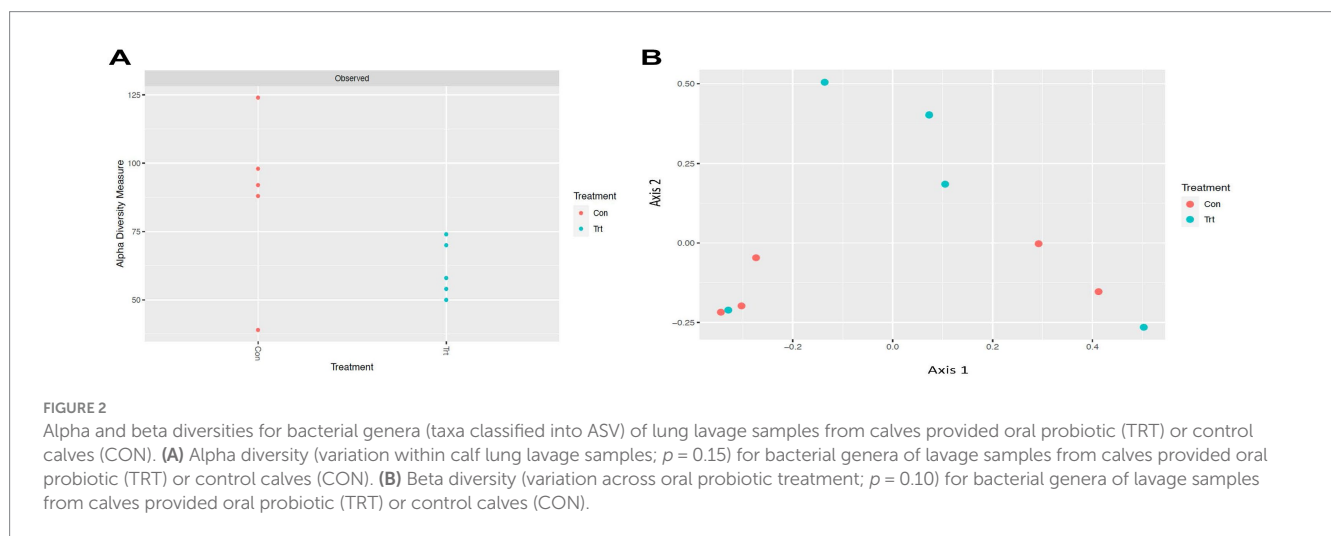 A
Observed
125
100
75
50
Alpha Diversity Measure
Con
Trt
Treatment
Treatment
Con
Trt
B
0.50
0.25
0.00
−0.25
Axis 2
−0.2
0.0
0.2
0.4
Axis 1
Treatment
Con
Trt
FIGURE 2
Alpha and beta diversities for bacterial genera (taxa classified into ASV) of lung lavage samples from calves provided oral probiotic (TRT) or control
calves (CON). (A) Alpha diversity (variation within calf lung lavage samples; p = 0.15) for bacterial genera of lavage samples from calves provided oral
probiotic (TRT) or control calves (CON). (B) Beta diversity (variation across oral probiotic treatment; p = 0.10) for bacterial genera of lavage samples
from calves provided oral probiotic (TRT) or control calves (CON).